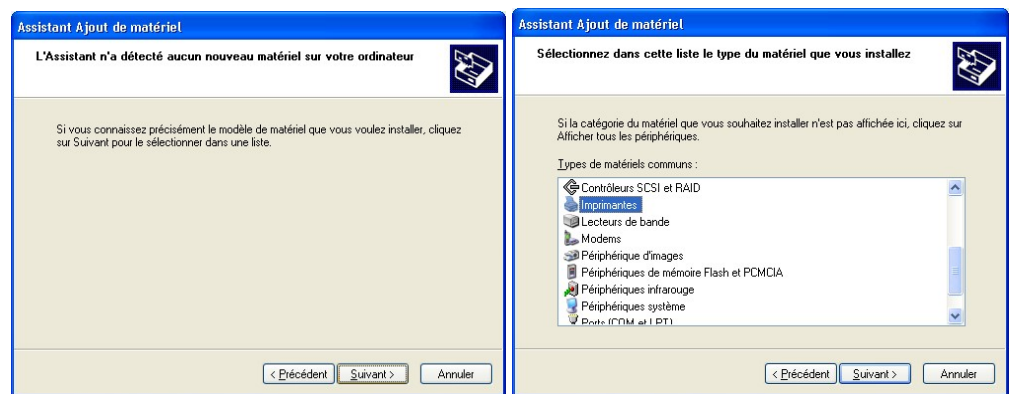 Assistant Ajout de matériel
L'Assistant n'a détecté aucun nouveau matériel sur votre ordinateur
Si vous connaissez précisément le modèle de matériel que vous voulez installer, cliquez
sur Suivant pour le sélectionner dans une liste.
< Précédent
Suivant >
Annuler
Assistant Ajout de matériel
Sélectionnez dans cette liste le type du matériel que vous installez
Si la catégorie du matériel que vous souhaitez installer n'est pas affichée ici, cliquez sur
Afficher tous les périphériques.
Types de matériels communs :
Contrôleurs SCSI et RAID
Imprimantes
Lecteurs de bande
Modems
Périphérique d'images
Périphériques de mémoire Flash et PCMCIA
Périphériques infrarouge
Périphériques système
Ports (COM et LPT)
< Précédent
Suivant >
Annuler